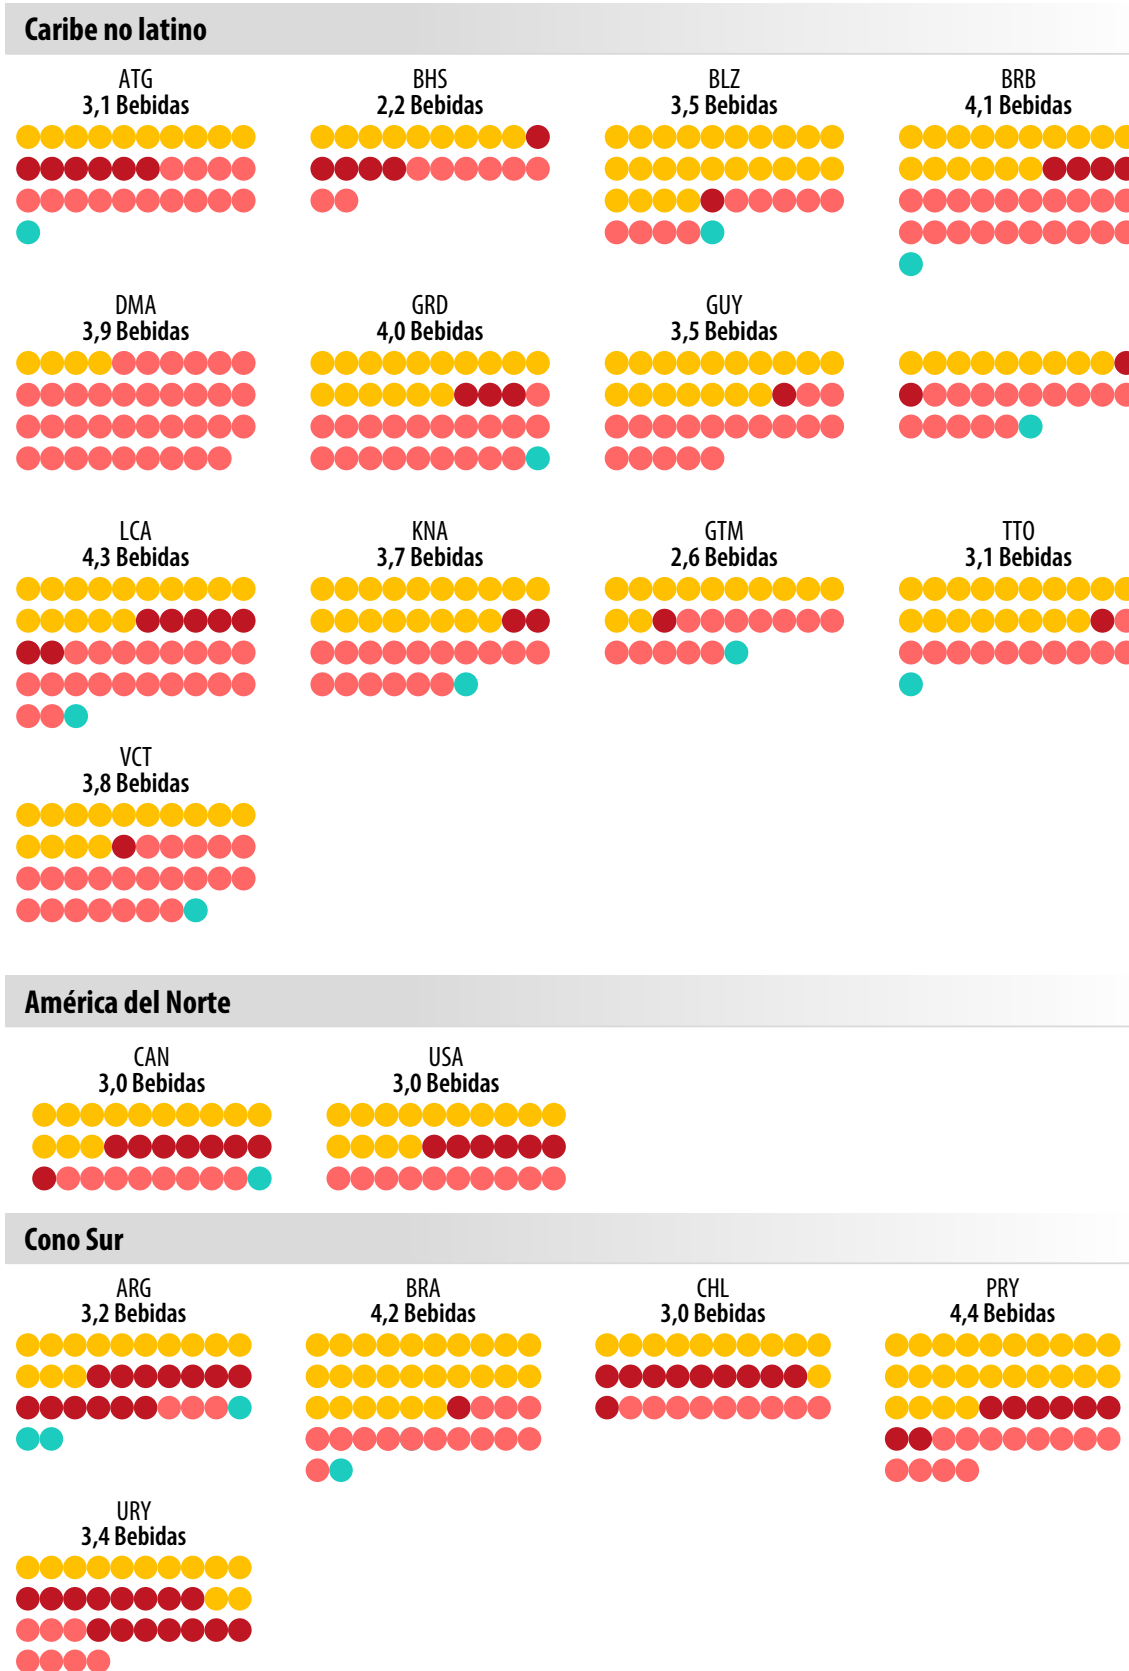 Caribe no latino
ATG
3,1 Bebidas
BHS
2,2 Bebidas
BLZ
3,5 Bebidas
BRB
4,1 Bebidas
DMA
3,9 Bebidas
GRD
4,0 Bebidas
GUY
3,5 Bebidas
LCA
4,3 Bebidas
KNA
3,7 Bebidas
GTM
2,6 Bebidas
TTO
3,1 Bebidas
VCT
3,8 Bebidas
América del Norte
CAN
3,0 Bebidas
USA
3,0 Bebidas
Cono Sur
ARG
3,2 Bebidas
BRA
4,2 Bebidas
CHL
3,0 Bebidas
PRY
4,4 Bebidas
URY
3,4 Bebidas